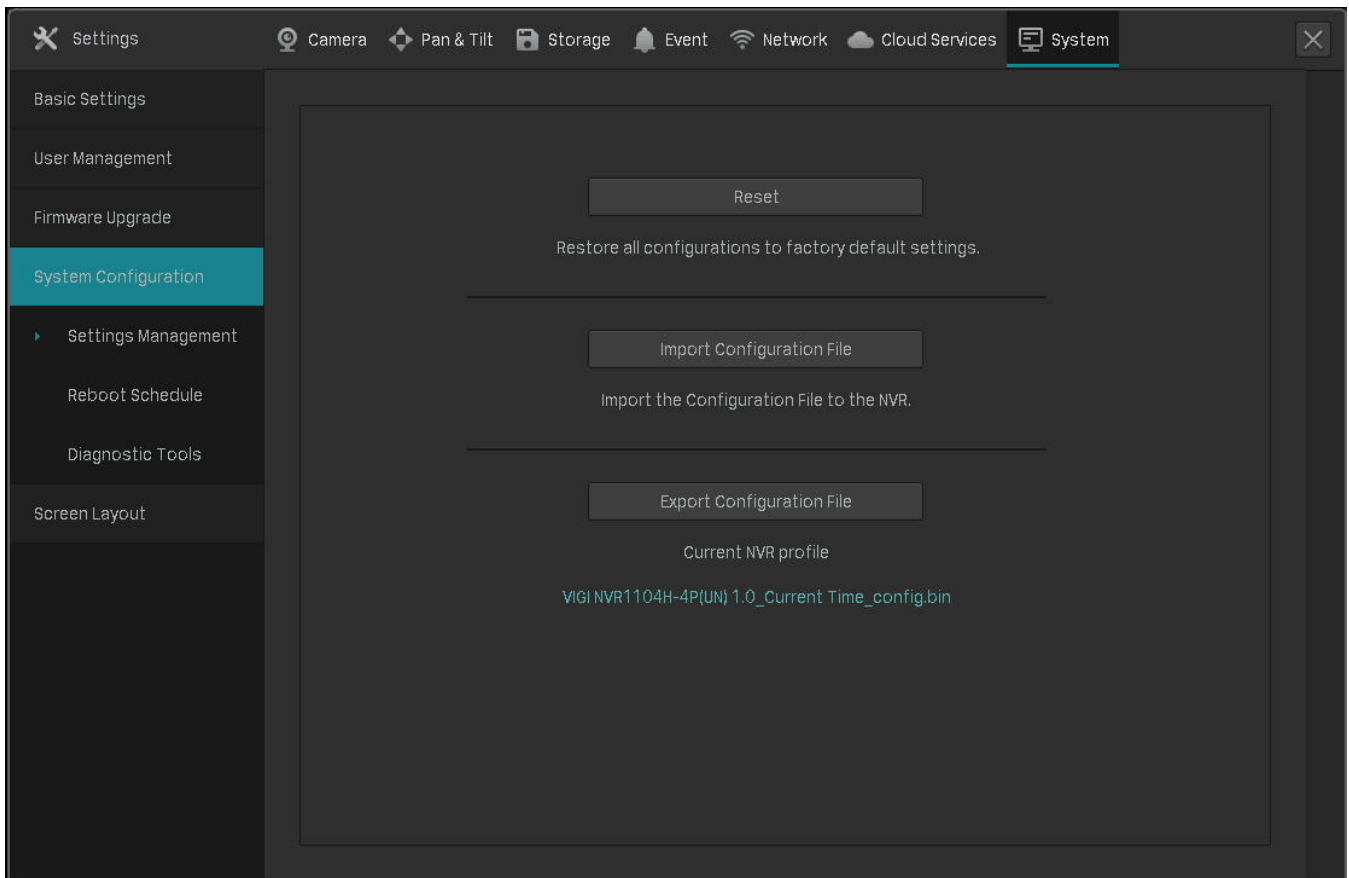 Settings
Camera
Pan & Tilt
Storage
Event
Network
Cloud Services
System
Basic Settings
User Management
Firmware Upgrade
System Configuration
Settings Management
Reboot Schedule
Diagnostic Tools
Screen Layout
Reset
Restore all configurations to factory default settings.
Import Configuration File
Import the Configuration File to the NVR.
Export Configuration File
Current NVR profile
VIGI NVR1104H-4P(UN) 1.0_Current Time_config.bin